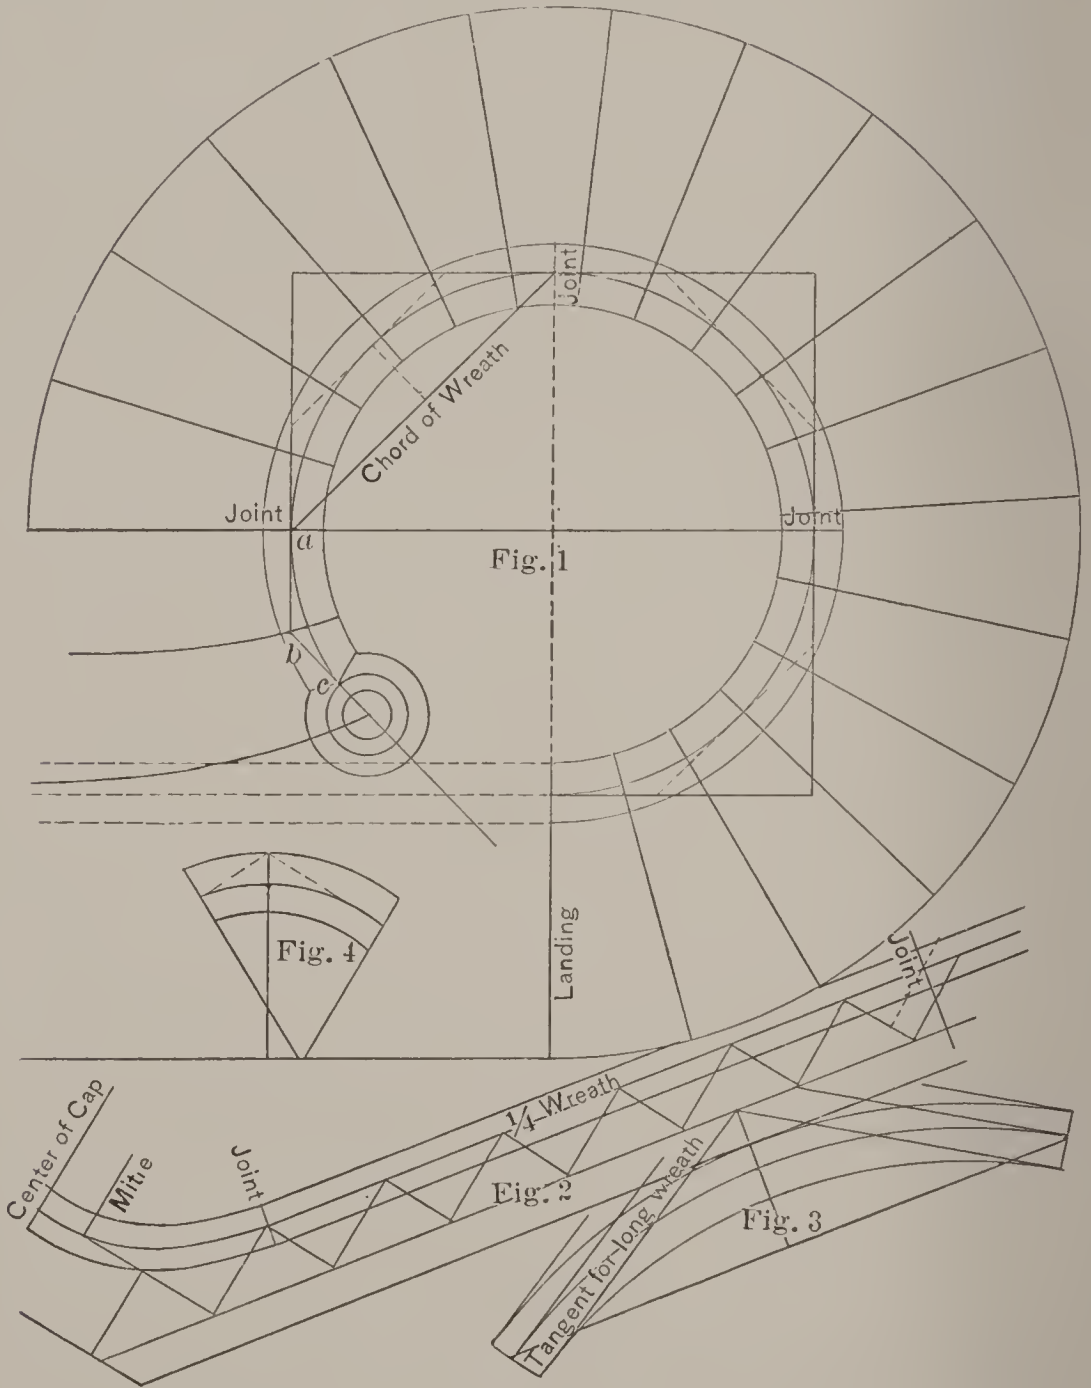 Joint
Chord of Wreath
Joint
a
Joint
Fig. 1
b
c
Fig. 4
Landing
Joint
Center of Cap
Mitre
Joint
1/4 Wreath
Fig. 2
Tangent for long wreath
Fig. 3